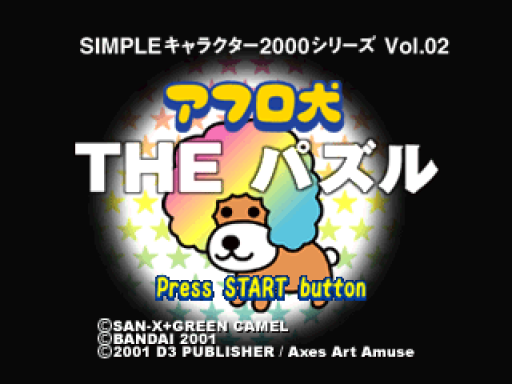 SIMPLEキャラクター2000シリーズ Vol.02
アフロ犬
THE パズル
Press START button
©SAN-X+GREEN CAMEL
©BANDAI 2001
©2001 D3 PUBLISHER / Axes Art Amuse